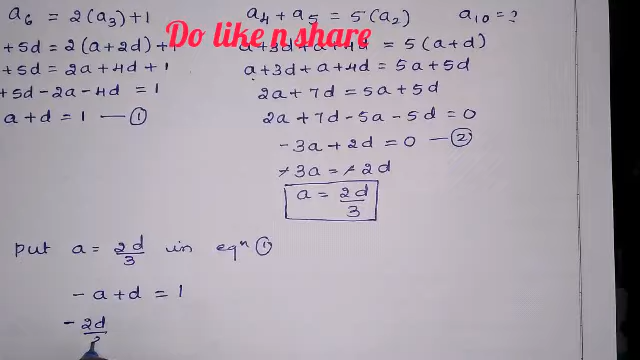 a₆ = 2(a₃)+1    a₄ + a₅ = 5(a₂)    a₁₀ = ?
Do like n share
+5d = 2(a+2d)+    a+3d+a+4d = 5(a+d)
+5d = 2a+4d+1    a+3d+a+4d = 5a+5d
+5d-2a-4d = 1    2a+7d = 5a+5d
a+d = 1 — ①    2a+7d-5a-5d = 0
-3a+2d = 0 — ②
-3a = -2d
a = 2d/3
Put a = 2d/3 in eqⁿ ①
-a+d = 1
-2d/3